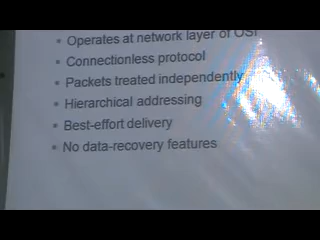 • Operates at network layer of OSI
• Connectionless protocol
• Packets treated independently
• Hierarchical addressing
• Best-effort delivery
• No data-recovery features